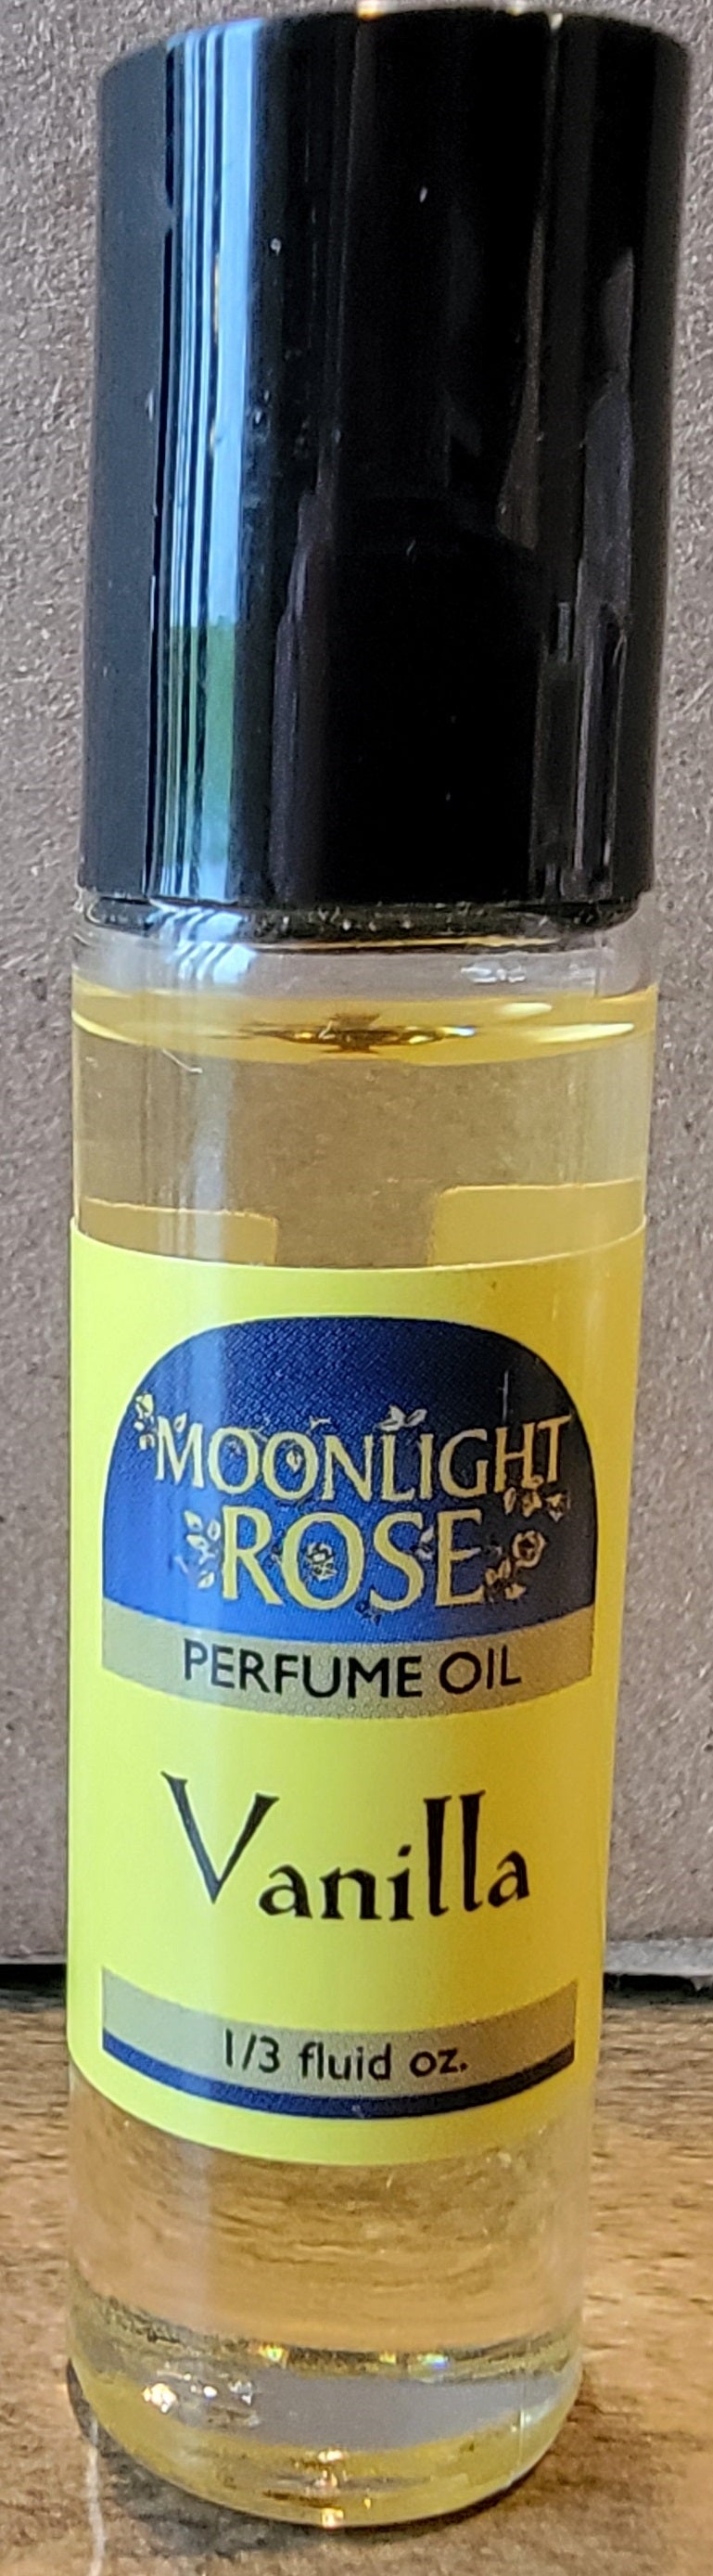 MOONLIGHT
ROSE
PERFUME OIL
Vanilla
1/3 fluid oz.